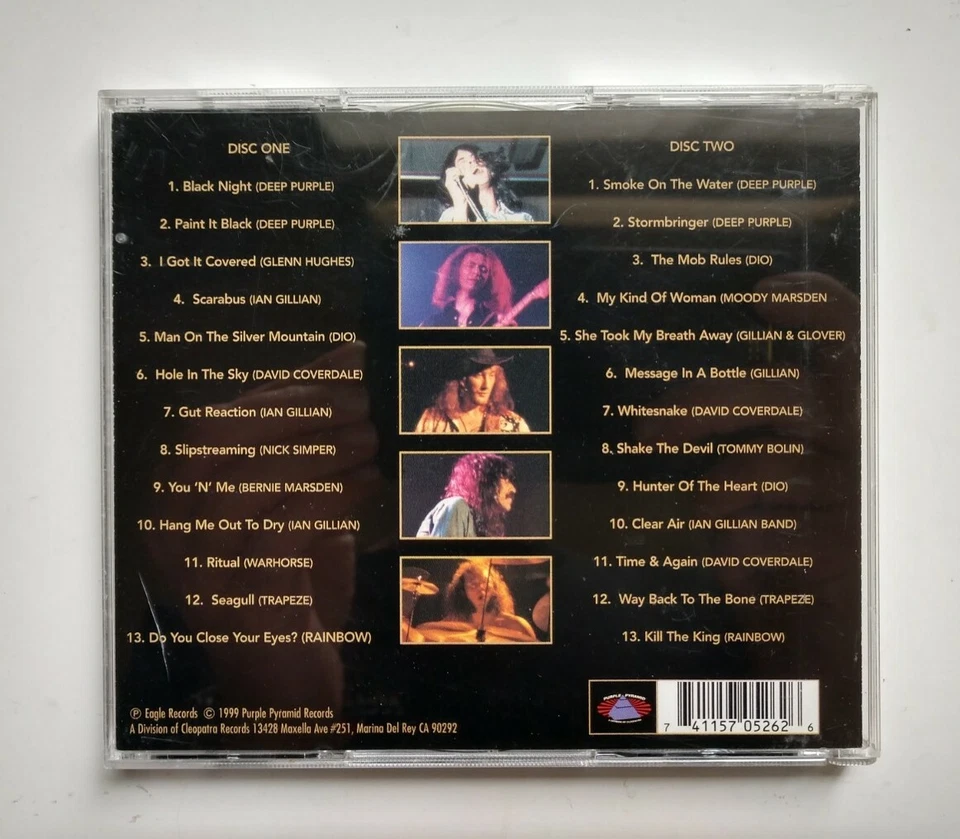 DISC ONE
1. Black Night (DEEP PURPLE)
2. Paint It Black (DEEP PURPLE)
3. I Got It Covered (GLENN HUGHES)
4. Scarabus (IAN GILLIAN)
5. Man On The Silver Mountain (DIO)
6. Hole In The Sky (DAVID COVERDALE)
7. Gut Reaction (IAN GILLIAN)
8. Slipstreaming (NICK SIMPER)
9. You ‘N’ Me (BERNIE MARSDEN)
10. Hang Me Out To Dry (IAN GILLIAN)
11. Ritual (WARHORSE)
12. Seagull (TRAPEZE)
13. Do You Close Your Eyes? (RAINBOW)
DISC TWO
1. Smoke On The Water (DEEP PURPLE)
2. Stormbringer (DEEP PURPLE)
3. The Mob Rules (DIO)
4. My Kind Of Woman (MOODY MARSDEN
5. She Took My Breath Away (GILLIAN & GLOVER)
6. Message In A Bottle (GILLIAN)
7. Whitesnake (DAVID COVERDALE)
8. Shake The Devil (TOMMY BOLIN)
9. Hunter Of The Heart (DIO)
10. Clear Air (IAN GILLIAN BAND)
11. Time & Again (DAVID COVERDALE)
12. Way Back To The Bone (TRAPEZE)
13. Kill The King (RAINBOW)
℗ Eagle Records © 1999 Purple Pyramid Records
A Division of Cleopatra Records 13428 Maxella Ave #251, Marina Del Rey CA 90292
PURPLE PYRAMID
7 41157 05262 6